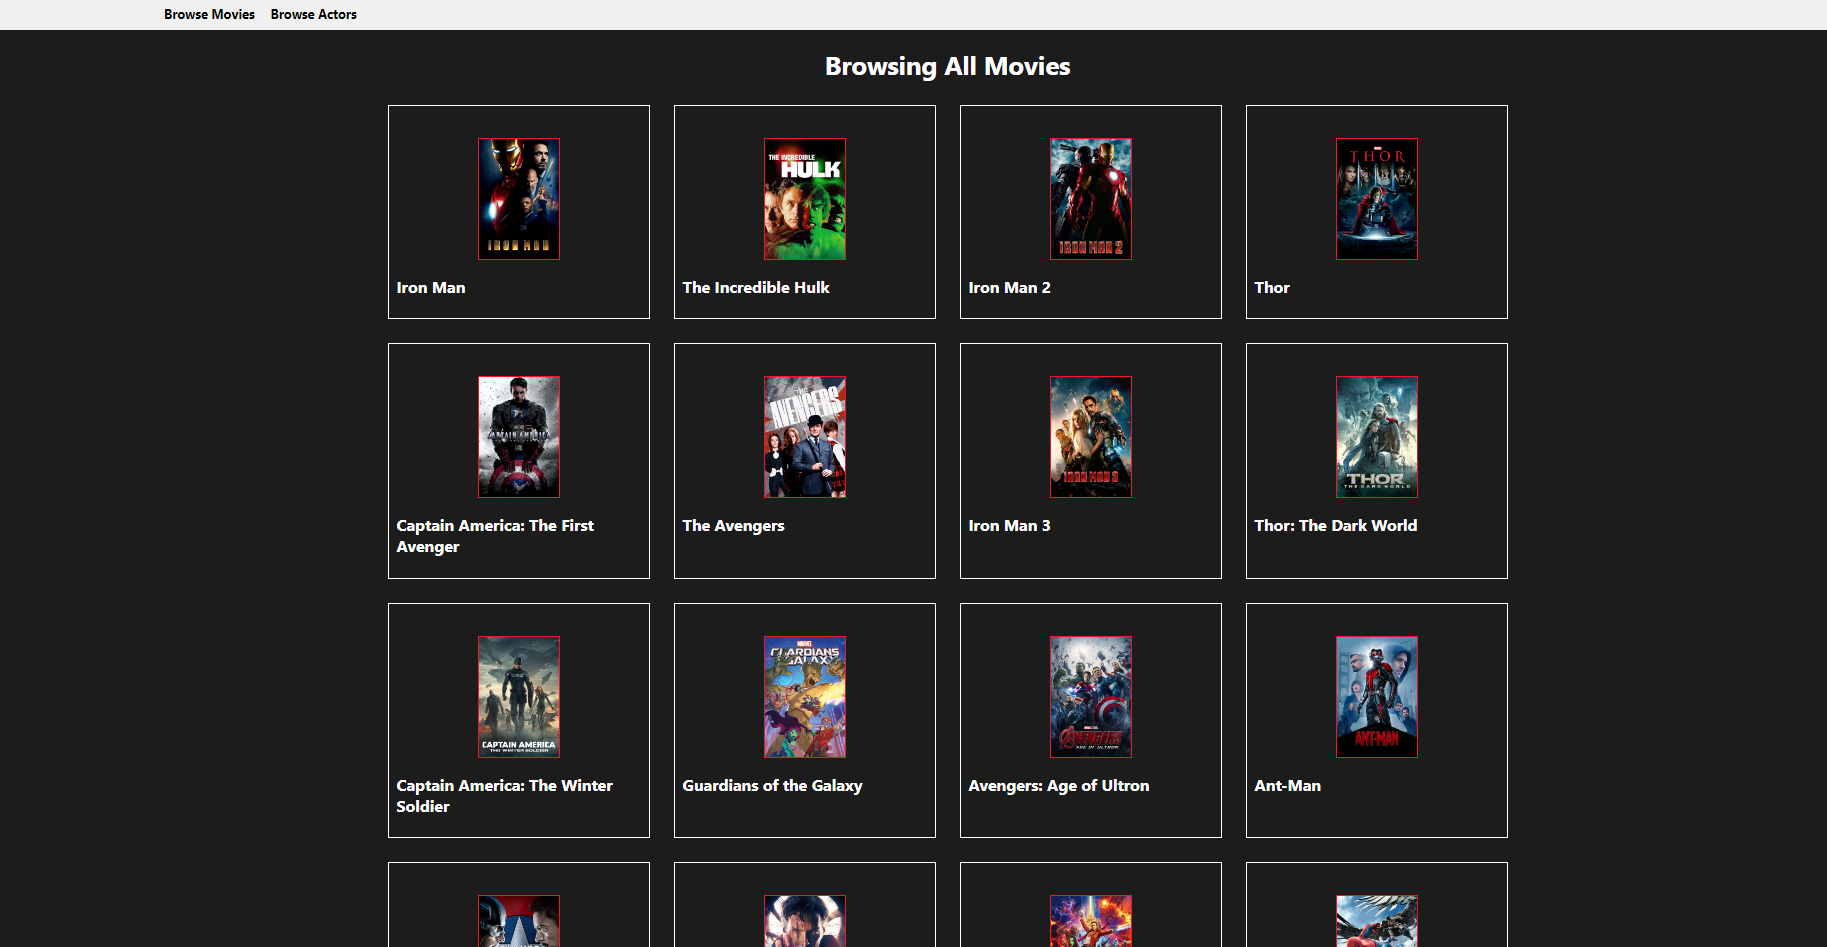 Browse Movies Browse Actors
Browsing All Movies
IRON MAN
THE INCREDIBLE
HULK
IRON MAN 2
THOR
Iron Man
The Incredible Hulk
Iron Man 2
Thor
CAPTAIN AMERICA
THE
AVENGERS
IRON MAN 3
THOR
THE DARK WORLD
Captain America: The First
Avenger
The Avengers
Iron Man 3
Thor: The Dark World
CAPTAIN AMERICA
THE WINTER SOLDIER
MARVEL
GUARDIANS
GALAXY
AVENGERS
AGE OF ULTRON
ANT-MAN
Captain America: The Winter
Soldier
Guardians of the Galaxy
Avengers: Age of Ultron
Ant-Man